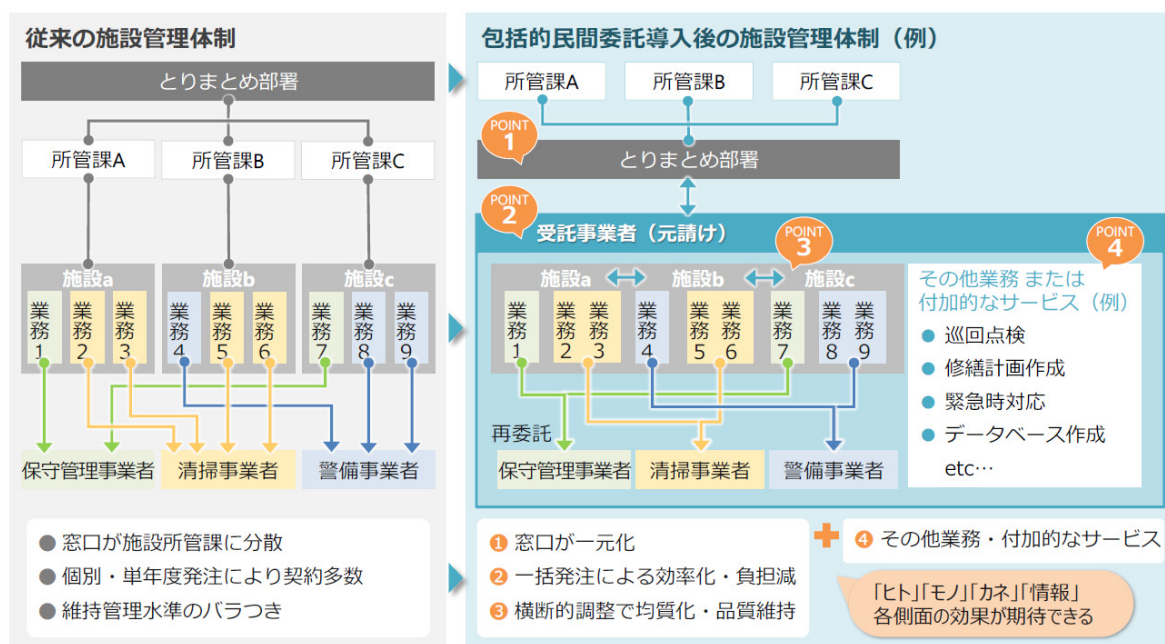 従来の施設管理体制
とりまとめ部署
所管課A
所管課B
所管課C
施設a
施設b
施設c
業務1
業務2
業務3
業務4
業務5
業務6
業務7
業務8
業務9
保守管理事業者
清掃事業者
警備事業者
● 窓口が施設所管課に分散
● 個別・単年度発注により契約多数
● 維持管理水準のバラつき
包括的民間委託導入後の施設管理体制（例）
所管課A
所管課B
所管課C
POINT
1
とりまとめ部署
POINT
2
受託事業者（元請け）
POINT
3
POINT
4
施設a
施設b
施設c
業務1
業務2
業務3
業務4
業務5
業務6
業務7
業務8
業務9
再委託
保守管理事業者
清掃事業者
警備事業者
その他業務 または
付加的なサービス（例）
● 巡回点検
● 修繕計画作成
● 緊急時対応
● データベース作成
etc…
❶ 窓口が一元化
❷ 一括発注による効率化・負担減
❸ 横断的調整で均質化・品質維持
❹ その他業務・付加的なサービス
「ヒト」「モノ」「カネ」「情報」
各側面の効果が期待できる